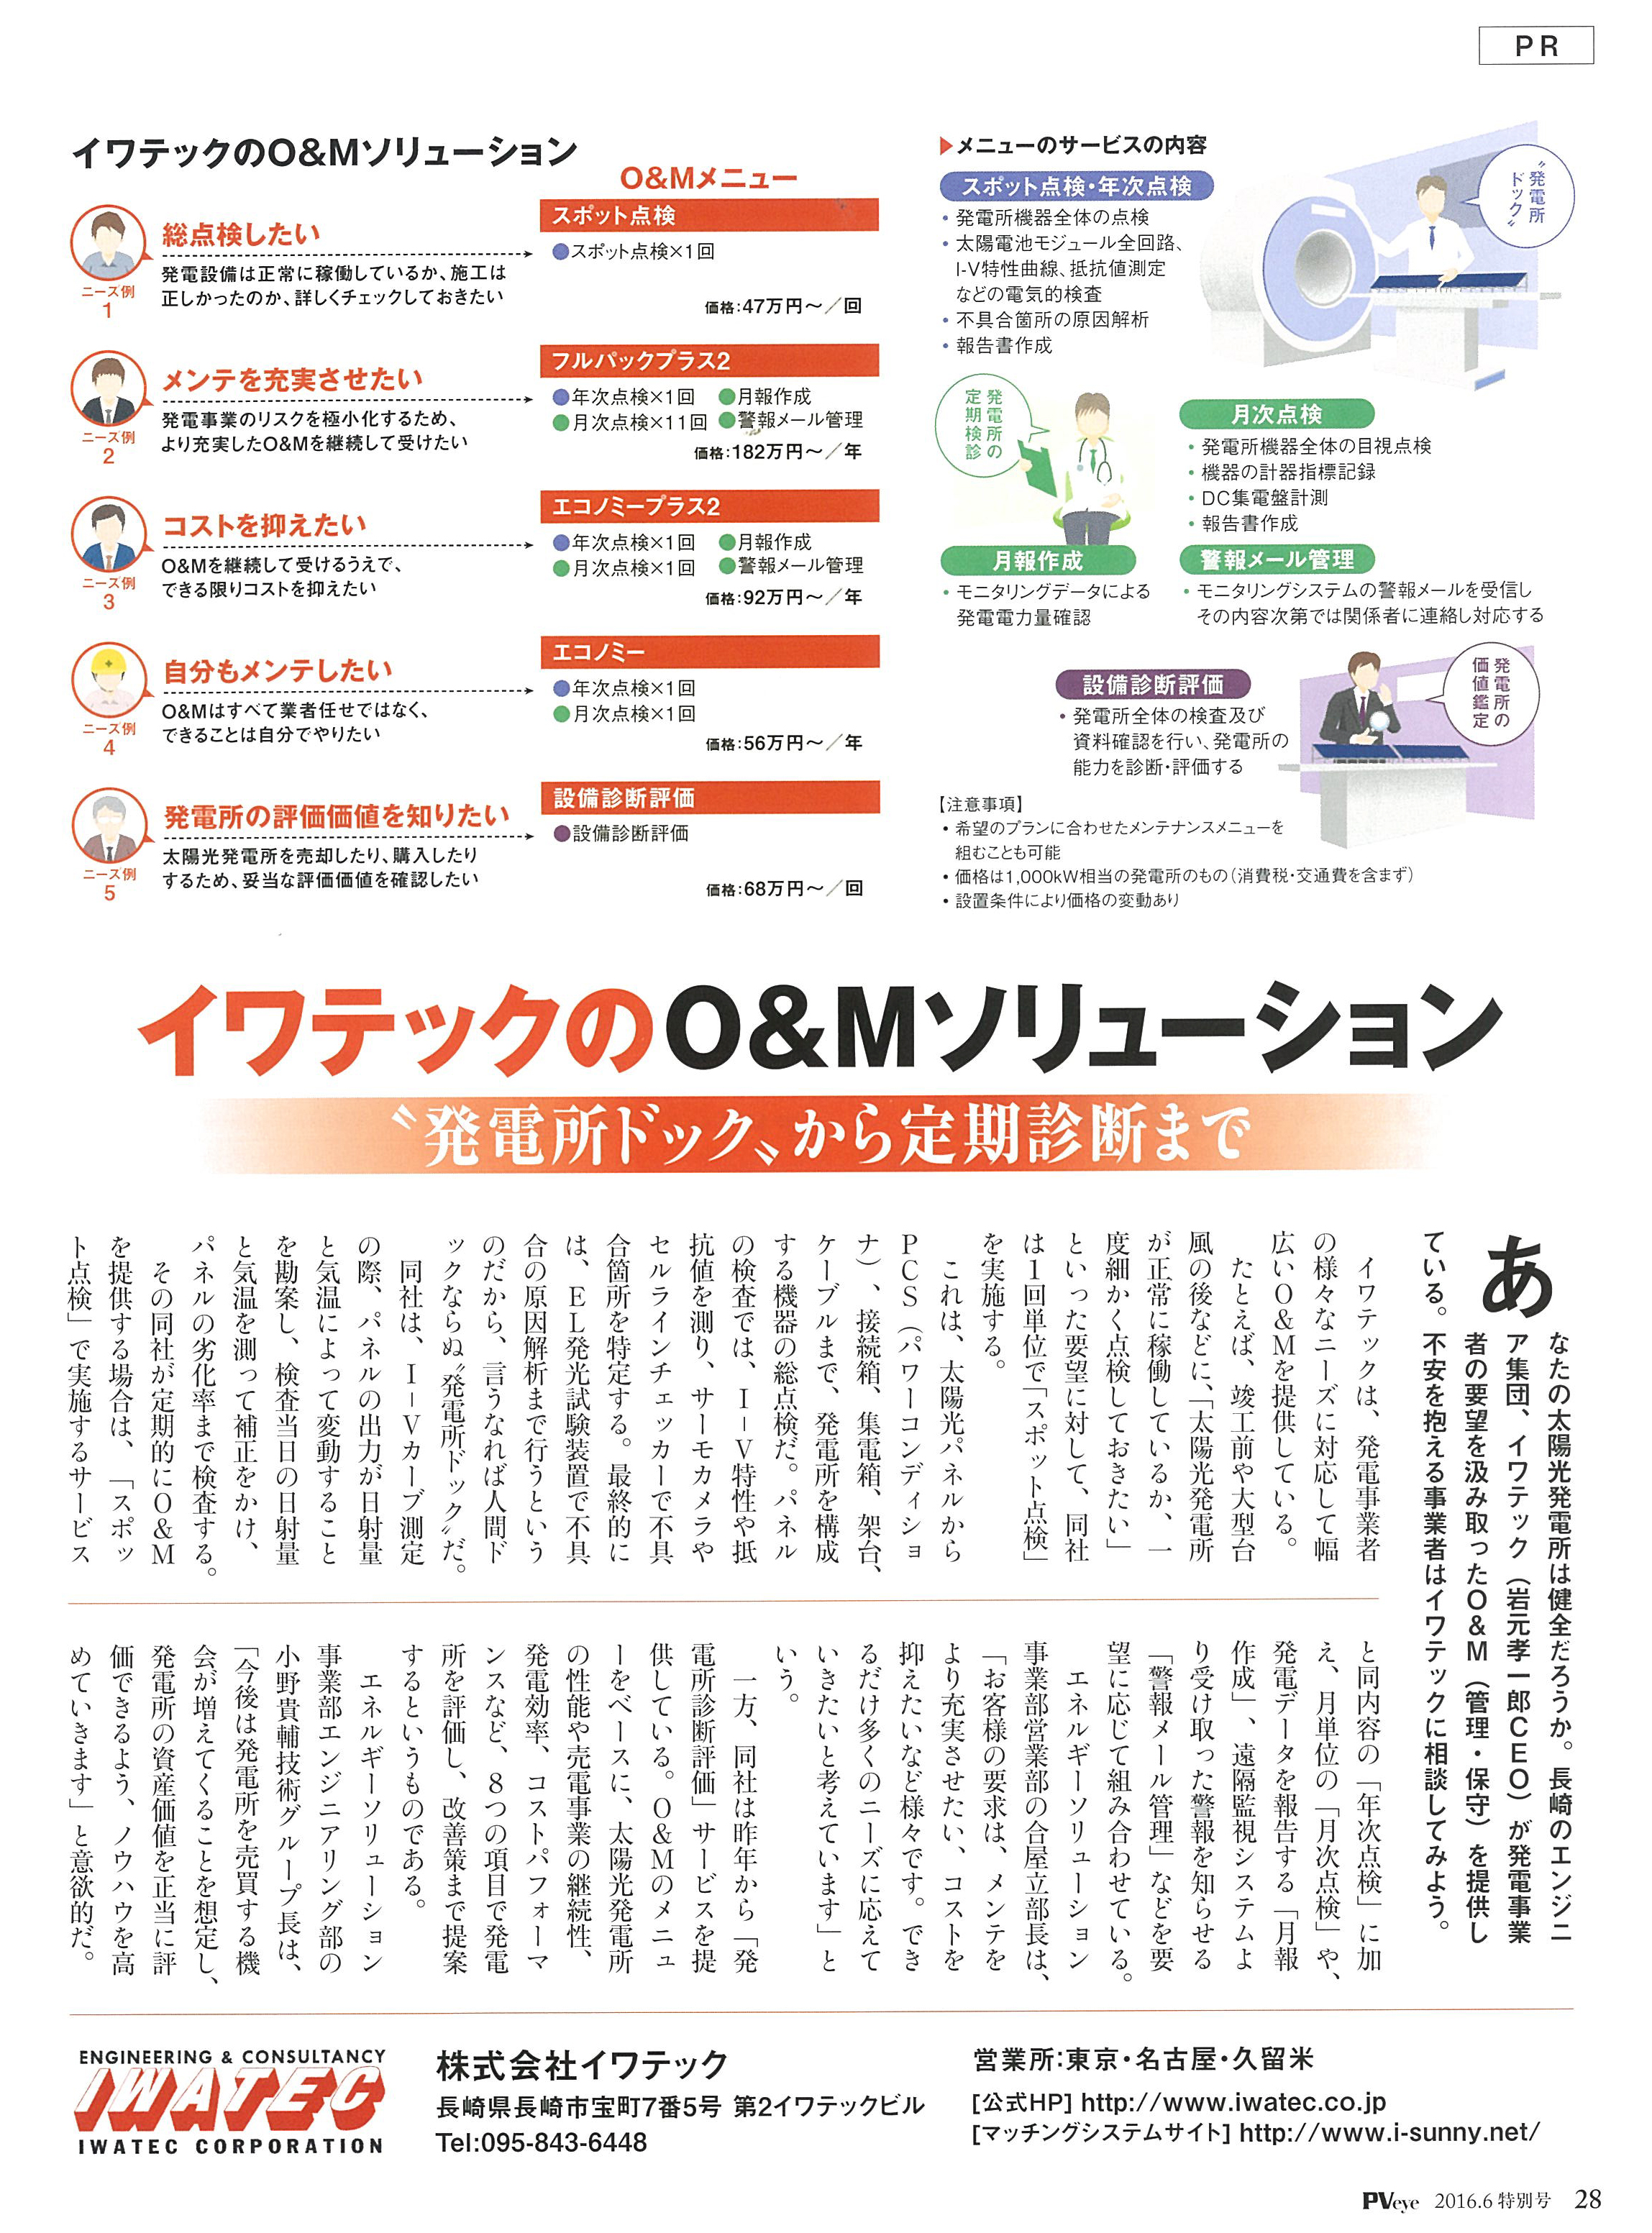 PR
イワテックのO&Mソリューション
O&Mメニュー
ニーズ例
1
総点検したい
発電設備は正常に稼働しているか、施工は
正しかったのか、詳しくチェックしておきたい
スポット点検
●スポット点検×1回
価格:47万円〜／回
ニーズ例
2
メンテを充実させたい
発電事業のリスクを極小化するため、
より充実したO&Mを継続して受けたい
フルパックプラス2
●年次点検×1回 ●月報作成
●月次点検×11回 ●警報メール管理
価格:182万円〜／年
ニーズ例
3
コストを抑えたい
O&Mを継続して受けるうえで、
できる限りコストを抑えたい
エコノミープラス2
●年次点検×1回 ●月報作成
●月次点検×1回 ●警報メール管理
価格:92万円〜／年
ニーズ例
4
自分もメンテしたい
O&Mはすべて業者任せではなく、
できることは自分でやりたい
エコノミー
●年次点検×1回
●月次点検×1回
価格:56万円〜／年
ニーズ例
5
発電所の評価価値を知りたい
太陽光発電所を売却したり、購入したり
するため、妥当な評価価値を確認したい
設備診断評価
●設備診断評価
価格:68万円〜／回
▶メニューのサービスの内容
スポット点検・年次点検
・発電所機器全体の点検
・太陽電池モジュール全回路、
I-V特性曲線、抵抗値測定
などの電気的検査
・不具合箇所の原因解析
・報告書作成
〝発電所
ドック〟
発電所の
定期検診
月次点検
・発電所機器全体の目視点検
・機器の計器指標記録
・DC集電盤計測
・報告書作成
月報作成
・モニタリングデータによる
発電電力量確認
警報メール管理
・モニタリングシステムの警報メールを受信し
その内容次第では関係者に連絡し対応する
設備診断評価
・発電所全体の検査及び
資料確認を行い、発電所の
能力を診断・評価する
発電所の
価値鑑定
【注意事項】
・希望のプランに合わせたメンテナンスメニューを
組むことも可能
・価格は1,000kW相当の発電所のもの（消費税・交通費を含まず）
・設置条件により価格の変動あり
イワテックのO&Mソリューション
〝発電所ドック〟から定期診断まで
あなたの太陽光発電所は健全だろうか。長崎のエンジニ
ア集団、イワテック（岩元孝一郎CEO）が発電事業
者の要望を汲み取ったO&M（管理・保守）を提供し
ている。不安を抱える事業者はイワテックに相談してみよう。
イワテックは、発電事業者
の様々なニーズに対応して幅
広いO&Mを提供している。
たとえば、竣工前や大型台
風の後などに、「太陽光発電所
が正常に稼働しているか、一
度細かく点検しておきたい」
といった要望に対して、同社
は1回単位で「スポット点検」
を実施する。
これは、太陽光パネルから
PCS（パワーコンディショ
ナ）、接続箱、集電箱、架台、
ケーブルまで、発電所を構成
する機器の総点検だ。パネル
の検査では、I−V特性や抵
抗値を測り、サーモカメラや
セルラインチェッカーで不具
合箇所を特定する。最終的に
は、EL発光試験装置で不具
合の原因解析まで行うという
のだから、言うなれば人間ド
ックならぬ〝発電所ドック〟だ。
同社は、I−Vカーブ測定
の際、パネルの出力が日射量
と気温によって変動すること
を勘案し、検査当日の日射量
と気温を測って補正をかけ、
パネルの劣化率まで検査する。
その同社が定期的にO&M
を提供する場合は、「スポッ
ト点検」で実施するサービス
と同内容の「年次点検」に加
え、月単位の「月次点検」や、
発電データを報告する「月報
作成」、遠隔監視システムよ
り受け取った警報を知らせる
「警報メール管理」などを要
望に応じて組み合わせている。
エネルギーソリューション
事業部営業部の合屋立部長は、
「お客様の要求は、メンテを
より充実させたい、コストを
抑えたいなど様々です。でき
るだけ多くのニーズに応えて
いきたいと考えています」と
いう。
一方、同社は昨年から「発
電所診断評価」サービスを提
供している。O&Mのメニュ
ーをベースに、太陽光発電所
の性能や売電事業の継続性、
発電効率、コストパフォーマ
ンスなど、8つの項目で発電
所を評価し、改善策まで提案
するというものである。
エネルギーソリューション
事業部エンジニアリング部の
小野貴輔技術グループ長は、
「今後は発電所を売買する機
会が増えてくることを想定し、
発電所の資産価値を正当に評
価できるよう、ノウハウを高
めていきます」と意欲的だ。
ENGINEERING & CONSULTANCY
IWATEC
IWATEC CORPORATION
株式会社イワテック
長崎県長崎市宝町7番5号 第2イワテックビル
Tel:095-843-6448
営業所:東京・名古屋・久留米
[公式HP] http://www.iwatec.co.jp
[マッチングシステムサイト] http://www.i-sunny.net/
PVeye 2016.6 特別号 28